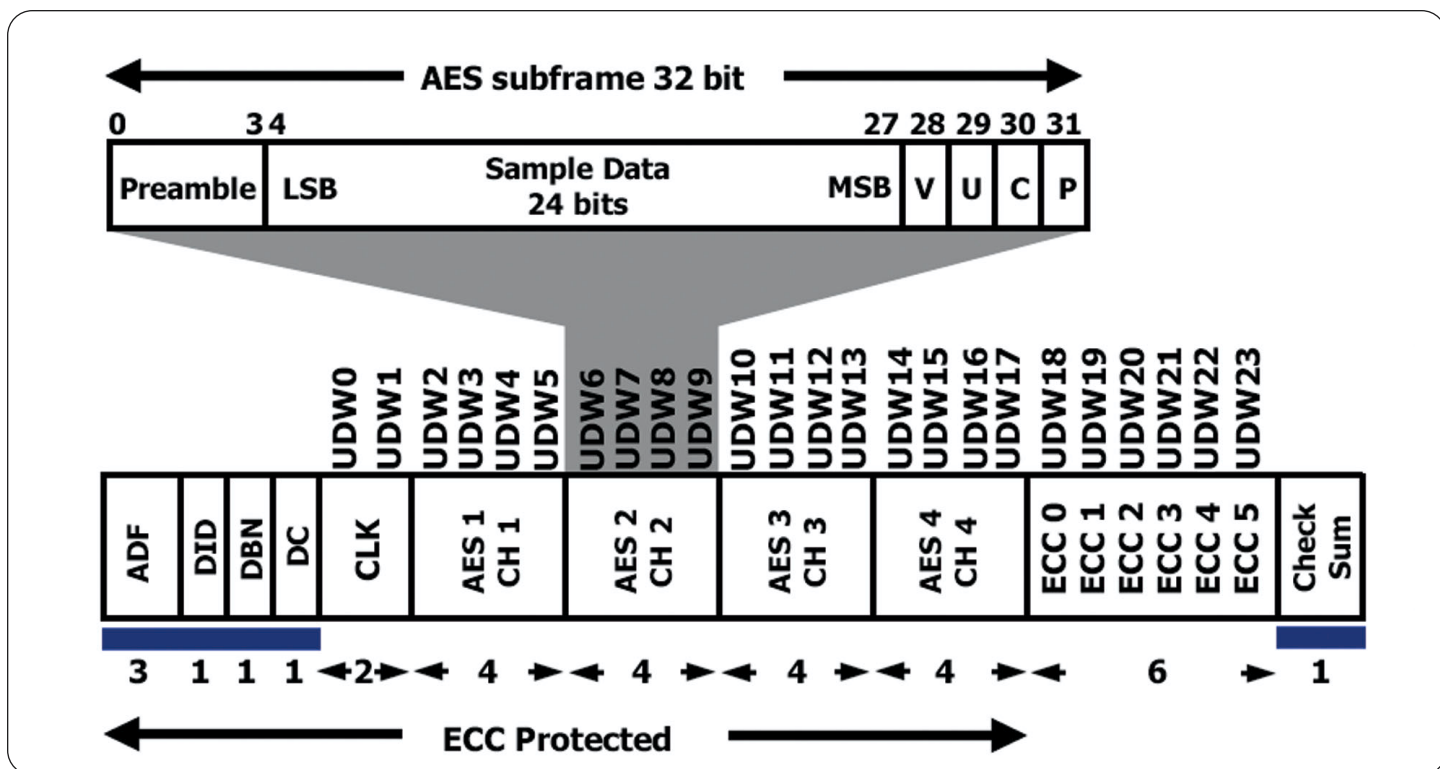 AES subframe 32 bit
0 3 4 27 28 29 30 31
Preamble LSB Sample Data 24 bits MSB V U C P
UDW0 UDW1 UDW2 UDW3 UDW4 UDW5 UDW6 UDW7 UDW8 UDW9 UDW10 UDW11 UDW12 UDW13 UDW14 UDW15 UDW16 UDW17 UDW18 UDW19 UDW20 UDW21 UDW22 UDW23
ADF
DID
DBN
DC
CLK
AES 1
CH 1
AES 2
CH 2
AES 3
CH 3
AES 4
CH 4
ECC 0
ECC 1
ECC 2
ECC 3
ECC 4
ECC 5
Check
Sum
3 1 1 1 2 4 4 4 4 6 1
ECC Protected